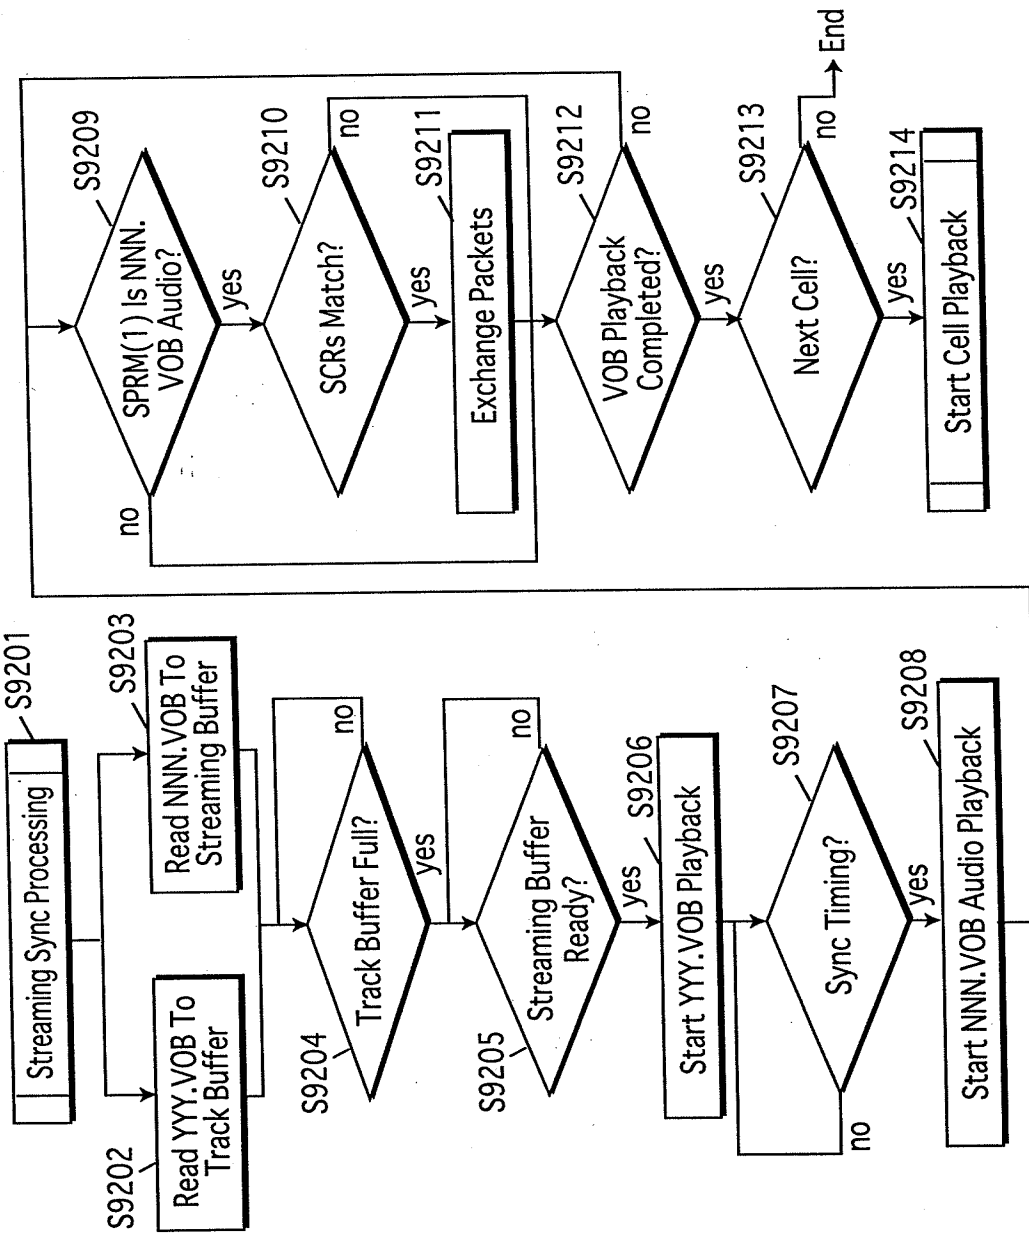 S9201
Streaming Sync Processing
S9202
Read YYY.VOB To
Track Buffer
S9203
Read NNN.VOB To
Streaming Buffer
S9204
Track Buffer Full?
no
yes
S9205
Streaming Buffer
Ready?
no
yes
S9206
Start YYY.VOB Playback
S9207
Sync Timing?
no
yes
S9208
Start NNN.VOB Audio Playback
S9209
SPRM(1) Is NNN.
VOB Audio?
no
yes
S9210
SCRs Match?
no
yes
S9211
Exchange Packets
S9212
VOB Playback
Completed?
no
yes
S9213
Next Cell?
no
End
yes
S9214
Start Cell Playback